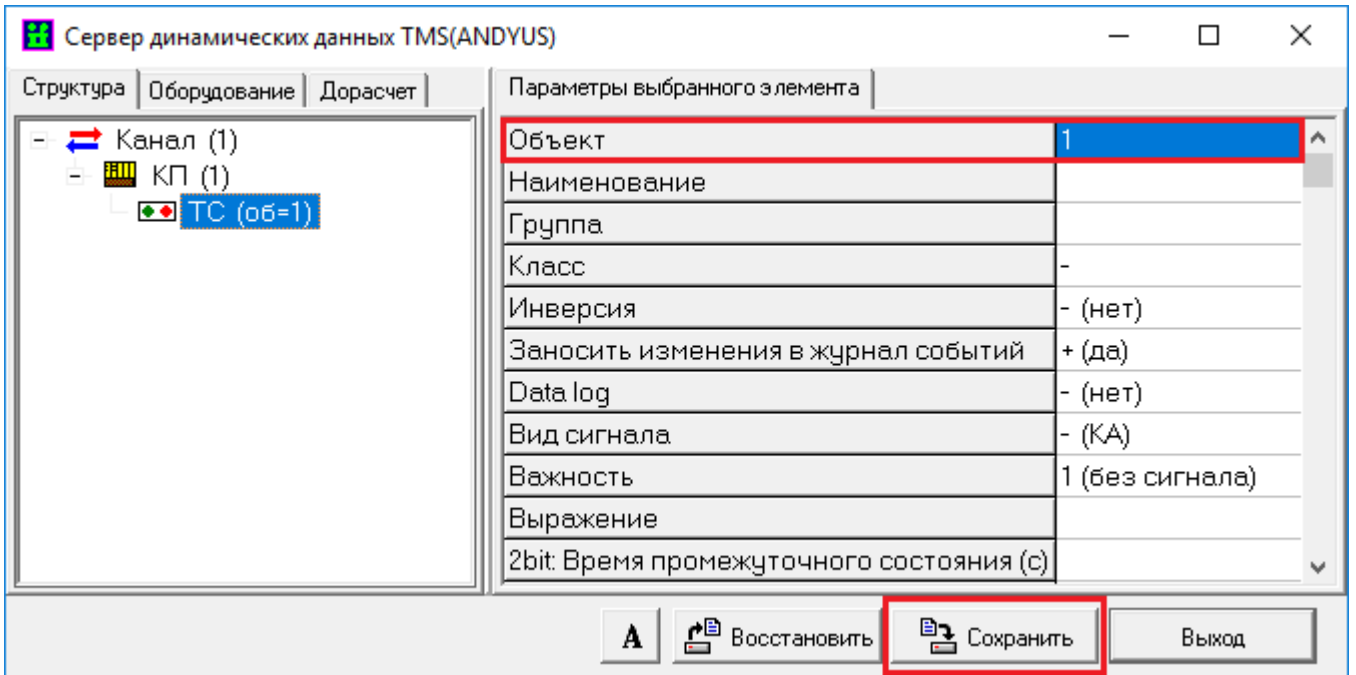 Сервер динамических данных TMS(ANDYUS)
Структура Оборудование Дорасчет
Параметры выбранного элемента
Канал (1)
КП (1)
ТС (об=1)
Объект 1
Наименование
Группа
Класс -
Инверсия - (нет)
Заносить изменения в журнал событий + (да)
Data log - (нет)
Вид сигнала - (КА)
Важность 1 (без сигнала)
Выражение
2bit: Время промежуточного состояния (с)
A Восстановить Сохранить Выход